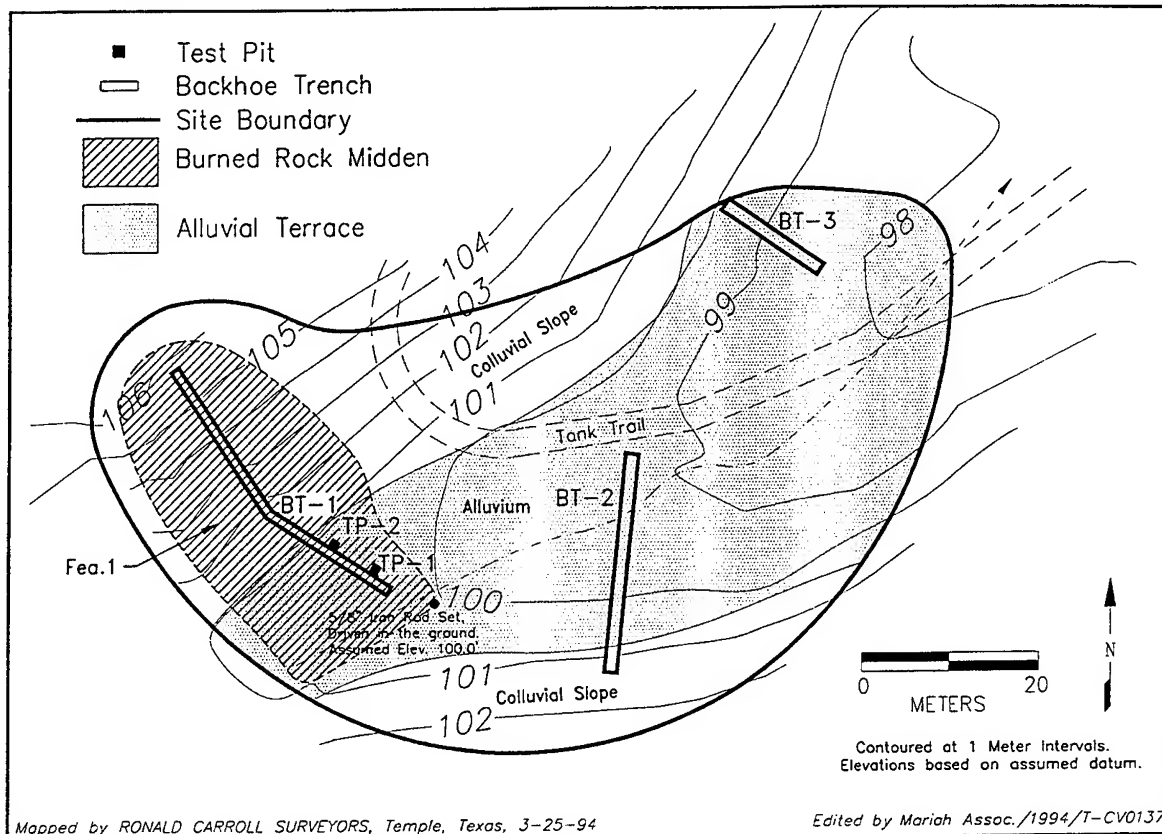 Test Pit
Backhoe Trench
Site Boundary
Burned Rock Midden
Alluvial Terrace
104
103
102
101
105
106
Colluvial Slope
BT-3
98
99
Tank Trail
BT-1
TP-2
TP-1
Fea.1
Alluvium
BT-2
100
5/8" Iron Rod Set,
Driven in the ground,
Assumed Elev. 100.0'
101
Colluvial Slope
102
0 20
METERS
N
Contoured at 1 Meter Intervals.
Elevations based on assumed datum.
Mapped by RONALD CARROLL SURVEYORS, Temple, Texas, 3-25-94
Edited by Mariah Assoc./1994/T-CV0137